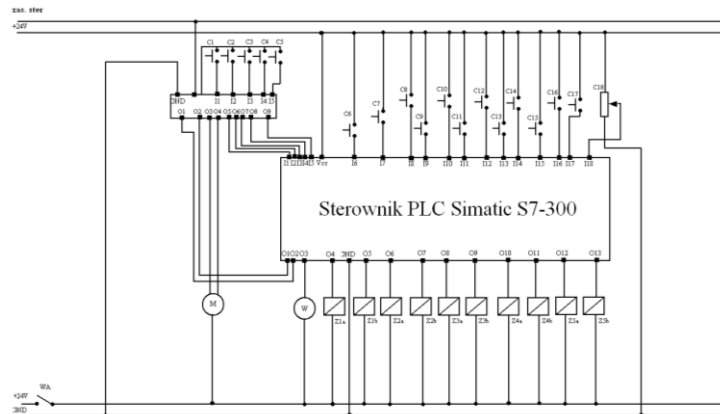 zas. ster
+24V
C1 C2 C3 C4 C5
GND I1 I2 I3 I4 I5
O1 O2 O3 O4 O5 O6 O7 O8 O9
C6 C7 C8 C9 C10 C11 C12 C13 C14 C15 C16 C17 C18
I1 I2 I3 I4 I5 Vcc I6 I7 I8 I9 I10 I11 I12 I13 I14 I15 I16 I17 I18
Sterownik PLC Simatic S7-300
O1 O2 O3 O4 GND O5 O6 O7 O8 O9 O10 O11 O12 O13
M W
Z1a Z1b Z2a Z2b Z3a Z3b Z4a Z4b Z5a Z5b
WA
+24V
GND